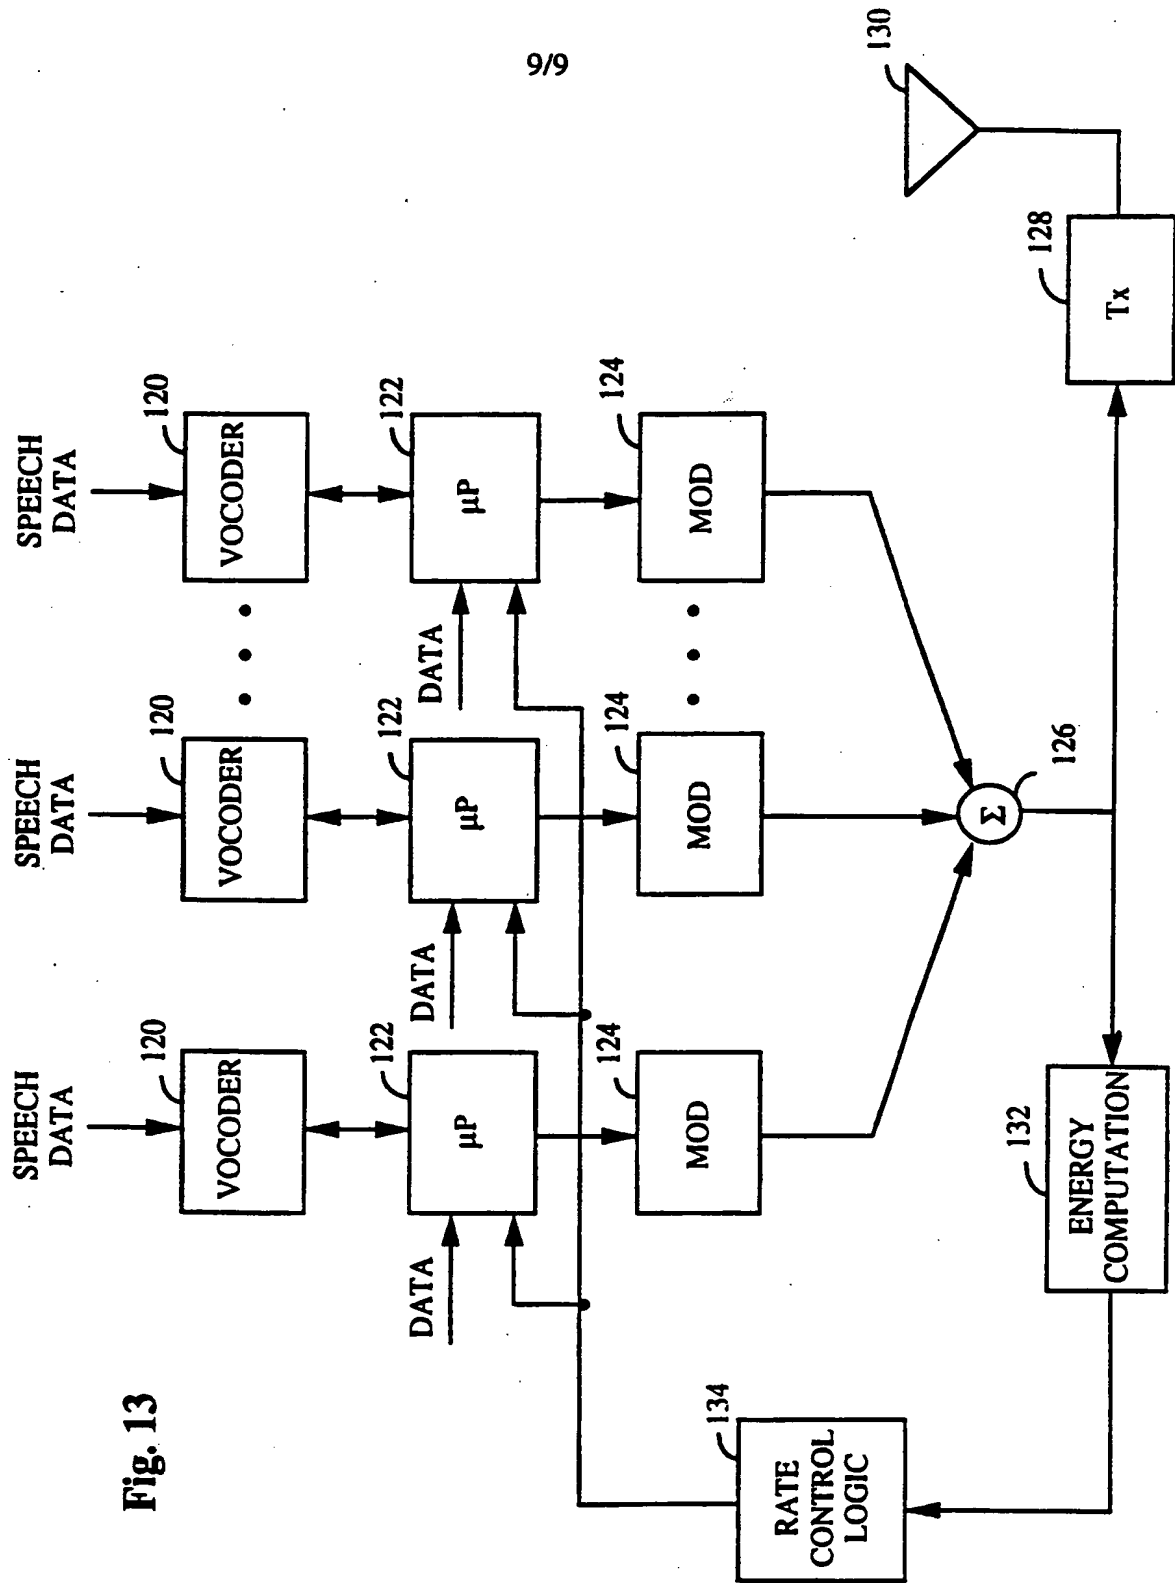 9/9
Fig. 13
SPEECH
DATA
SPEECH
DATA
SPEECH
DATA
120
VOCODER
120
VOCODER
120
VOCODER
122
µP
122
µP
122
µP
DATA
DATA
DATA
124
MOD
124
MOD
124
MOD
Σ
126
134
RATE
CONTROL
LOGIC
132
ENERGY
COMPUTATION
128
Tx
130